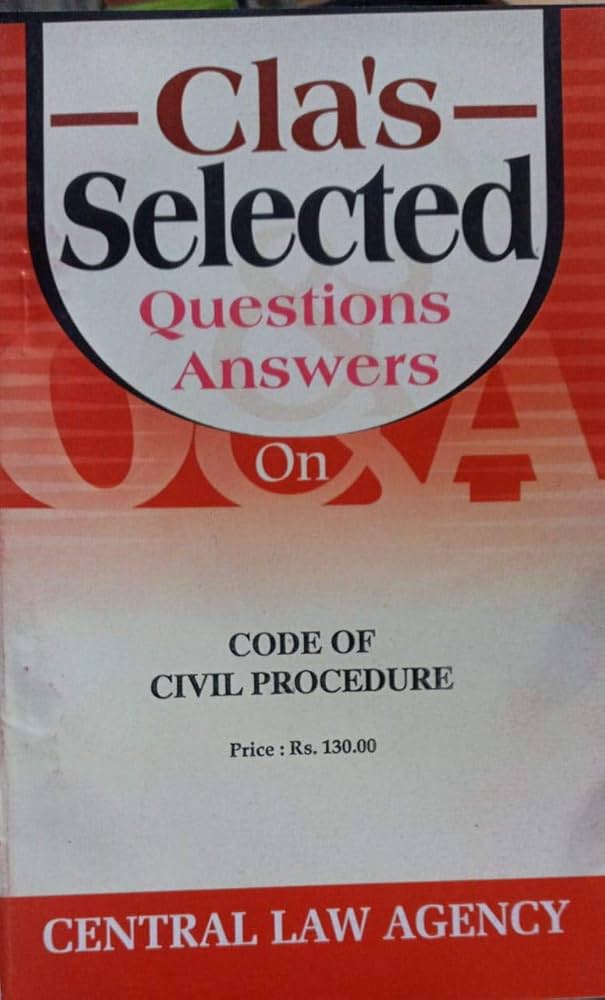 Cla's
Selected
Questions
Answers
Q&A
On
CODE OF
CIVIL PROCEDURE
Price : Rs. 130.00
CENTRAL LAW AGENCY